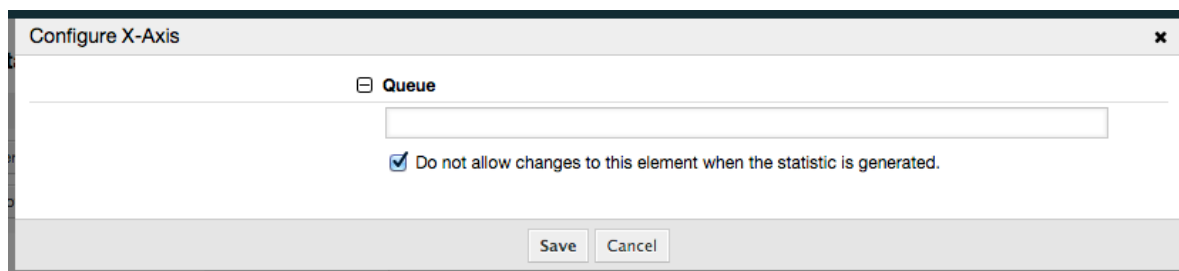 Configure X-Axis
Queue
Do not allow changes to this element when the statistic is generated.
Save Cancel